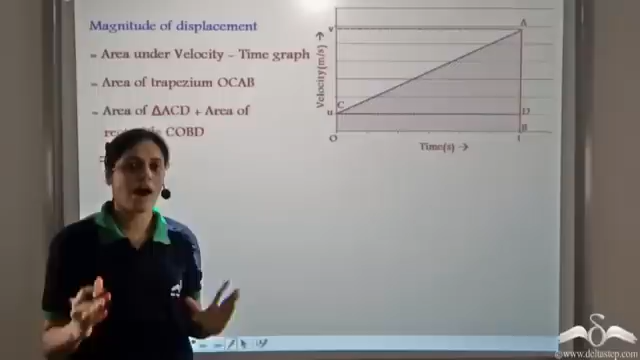 Magnitude of displacement
= Area under Velocity – Time graph
= Area of trapezium OCAB
= Area of ΔACD + Area of
COBD
=
Velocity(m/s) →
v
u
C
A
D
B
O
t
Time(s) →
©www.deltastep.com